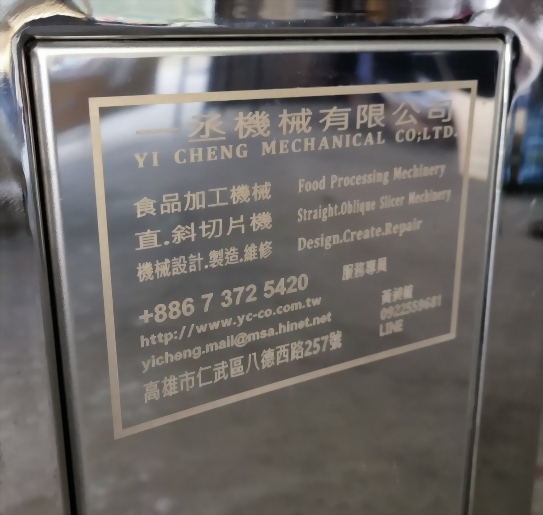 一丞機械有限公司
YI CHENG MECHANICAL CO;LTD.
食品加工機械 Food Processing Mechinery
直.斜切片機 Straight.Oblique Slicer Mechinery
機械設計.製造.維修 Design.Create.Repair
+886 7 372 5420 服務專員
http://www.yc-co.com.tw
yicheng.mail@msa.hinet.net
0922559681
LINE
高雄市仁武區八德西路257號